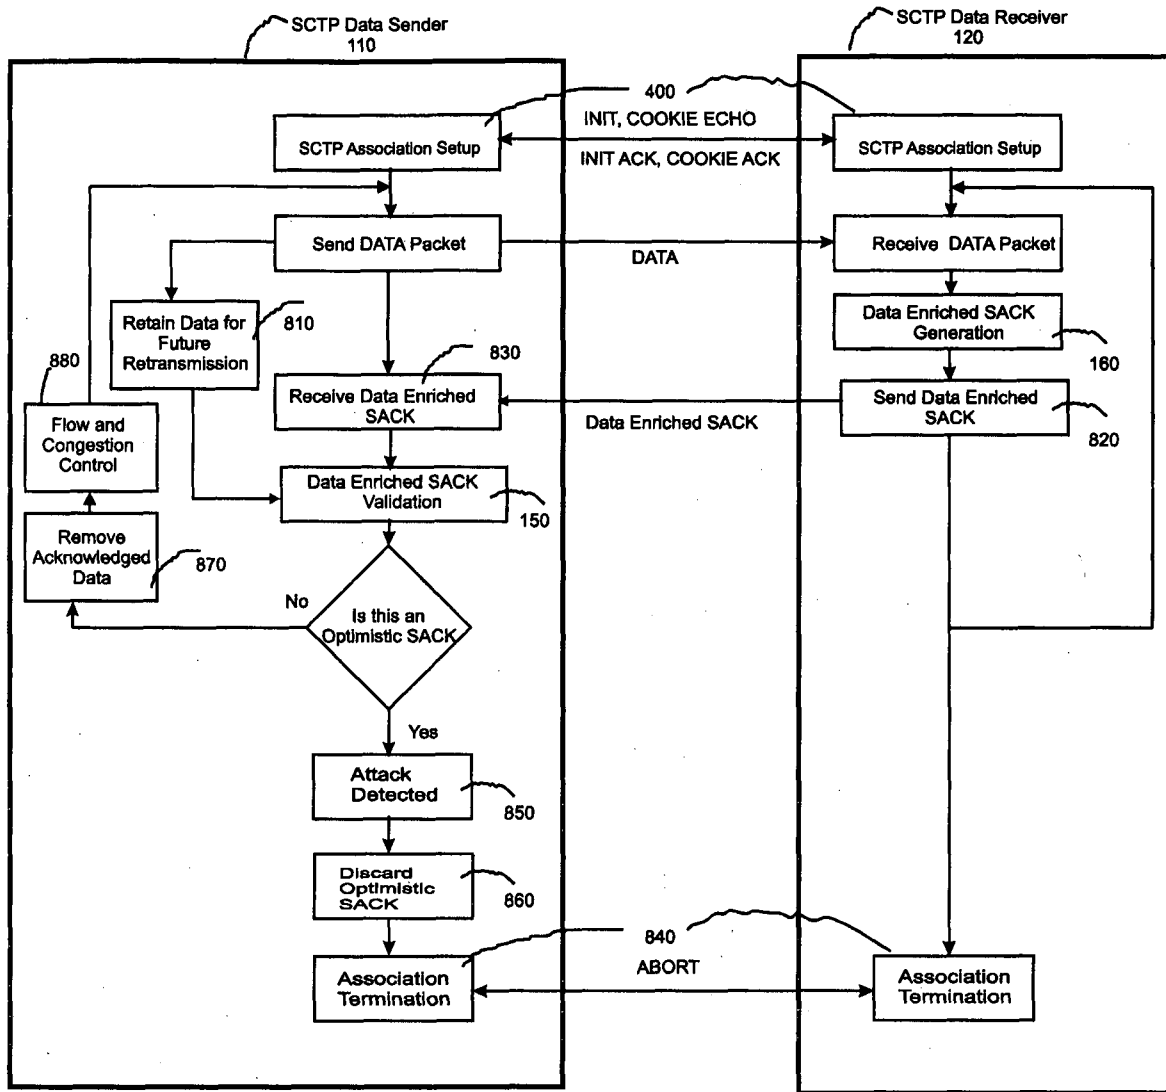 SCTP Data Sender
110
SCTP Data Receiver
120
400
INIT, COOKIE ECHO
SCTP Association Setup
INIT ACK, COOKIE ACK
SCTP Association Setup
Send DATA Packet
DATA
Receive DATA Packet
Retain Data for
Future
Retransmission
810
Data Enriched SACK
Generation
160
880
830
Receive Data Enriched
SACK
Data Enriched SACK
Send Data Enriched
SACK
820
Flow and
Congestion
Control
Data Enriched SACK
Validation
150
Remove
Acknowledged
Data
870
No
Is this an
Optimistic SACK
Yes
Attack
Detected
850
Discard
Optimistic
SACK
860
840
ABORT
Association
Termination
Association
Termination